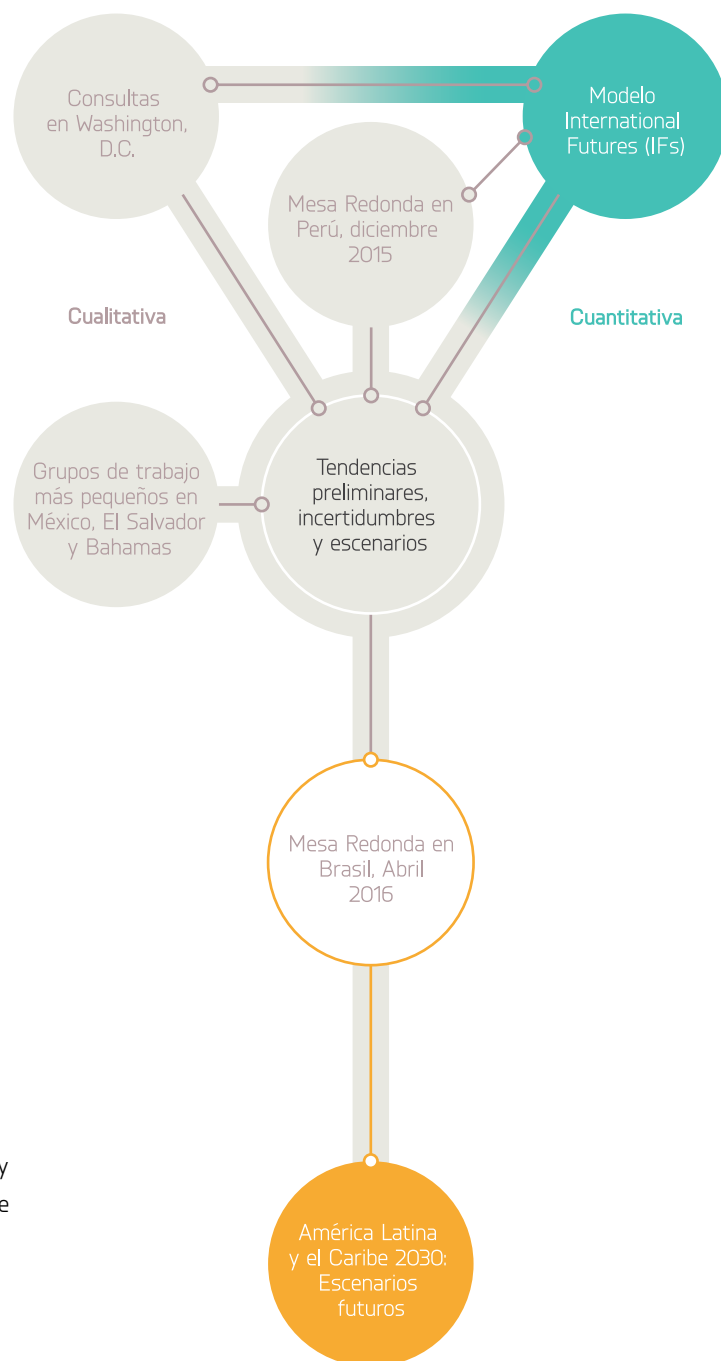 Consultas
en Washington,
D.C.
Modelo
International
Futures (IFs)
Mesa Redonda en
Perú, diciembre
2015
Cualitativa
Cuantitativa
Grupos de trabajo
más pequeños en
México, El Salvador
y Bahamas
Tendencias
preliminares,
incertidumbres
y escenarios
Mesa Redonda en
Brasil, Abril
2016
y
e
América Latina
y el Caribe 2030:
Escenarios
futuros